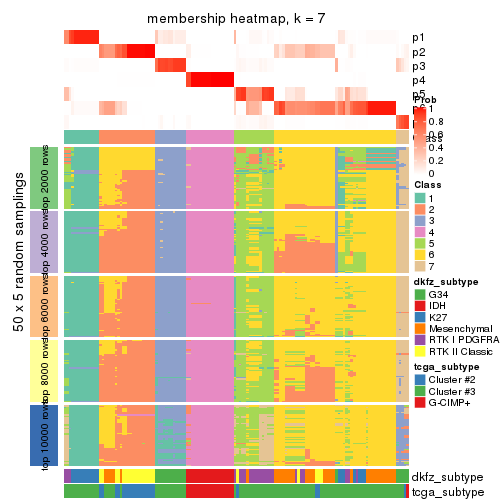 membership heatmap, k = 7
p1
p2
p3
p4
p5
p7
Prob
1
0.8
0.6
0.4
0.2
0
Class
1
2
3
4
5
6
7
dkfz_subtype
G34
IDH
K27
Mesenchymal
RTK I PDGFRA
RTK II Classic
tcga_subtype
Cluster #2
Cluster #3
G-CIMP+
50 x 5 random samplings
top 2000 rows
top 4000 rows
top 6000 rows
top 8000 rows
top 10000 rows
dkfz_subtype
tcga_subtype